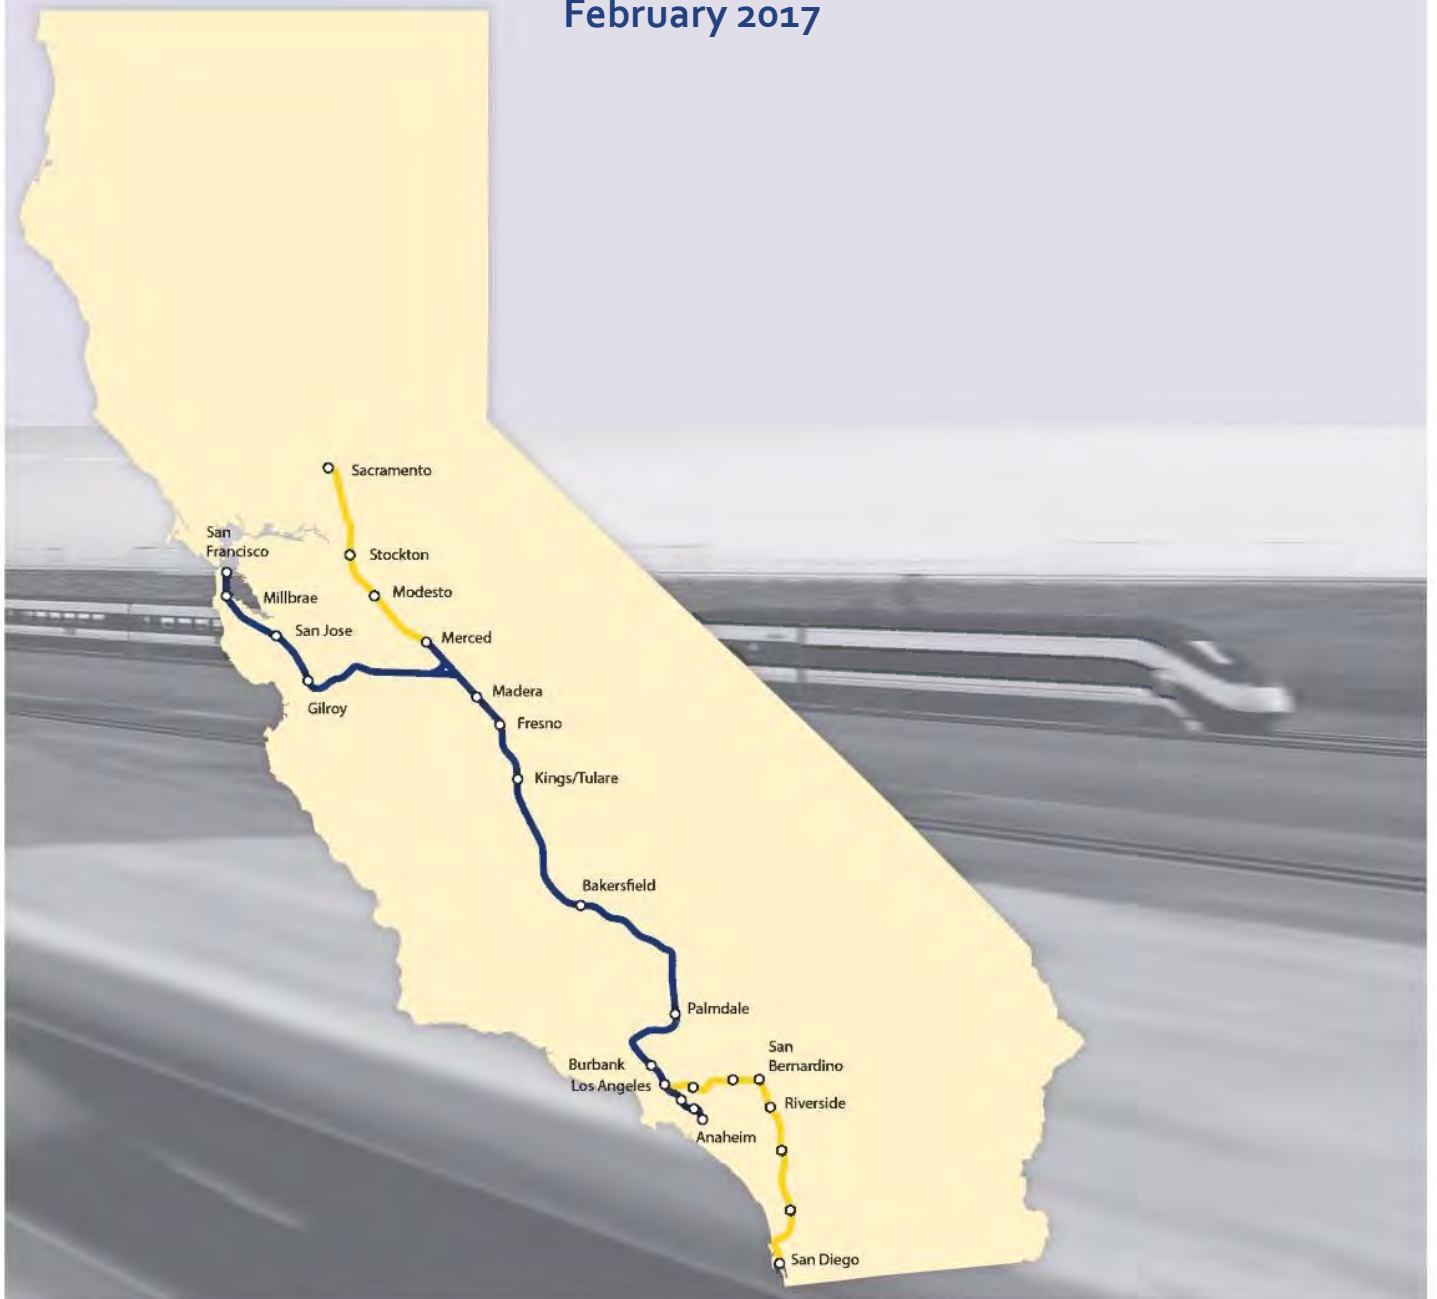 February 2017
Sacramento
San
Francisco
Stockton
Modesto
Millbrae
San Jose
Merced
Gilroy
Madera
Fresno
Kings/Tulare
Bakersfield
Palmdale
San
Bernardino
Burbank
Los Angeles
Riverside
Anaheim
San Diego